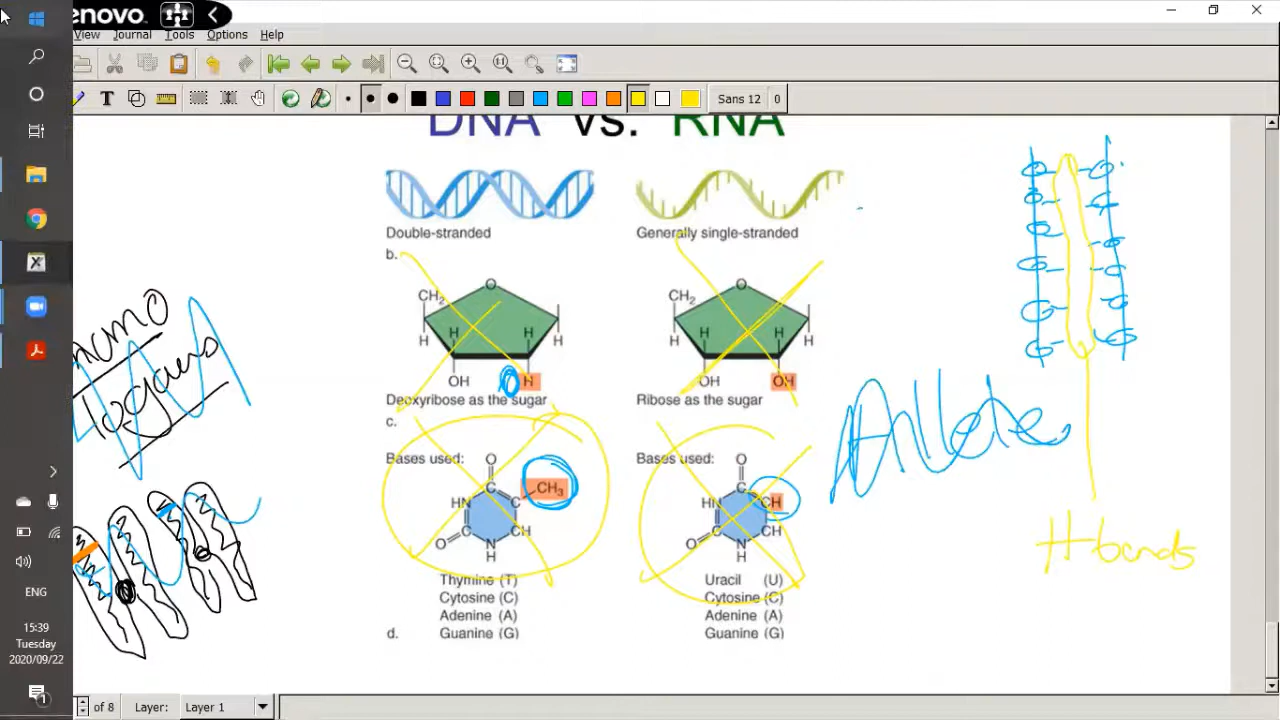 enovo
View Journal Tools Options Help
Sans 12 0
DNA vs. RNA
Double-stranded
Generally single-stranded
b.
O
CH2
H H H H
OH H
Deoxyribose as the sugar
O
CH2
H H H H
OH OH
Ribose as the sugar
c.
Bases used:
O
HN C C CH3
C CH
O N
H
Bases used:
O
HN C CH
C CH
O N
H
Thymine (T)
Cytosine (C)
Adenine (A)
Guanine (G)
Uracil (U)
Cytosine (C)
Adenine (A)
Guanine (G)
d.
Allele
H bonds
homo
logous
ENG
15:39
Tuesday
2020/09/22
1
of 8 Layer: Layer 1